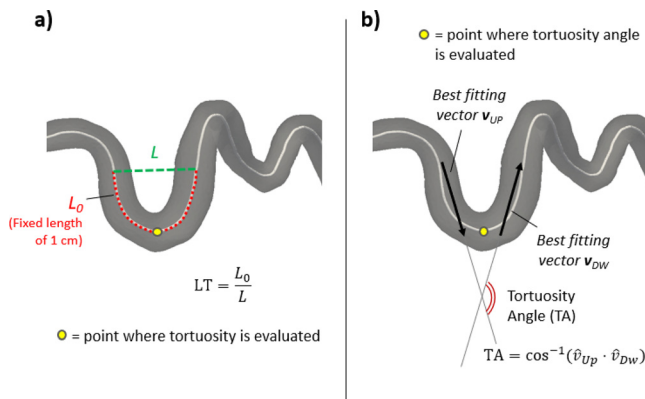 a)
L
L0
(Fixed length
of 1 cm)
LT = L0/L
= point where tortuosity is evaluated
b)
= point where tortuosity angle
is evaluated
Best fitting
vector vUP
Best fitting
vector vDW
Tortuosity
Angle (TA)
TA = cos⁻¹(v̂Up · v̂Dw)